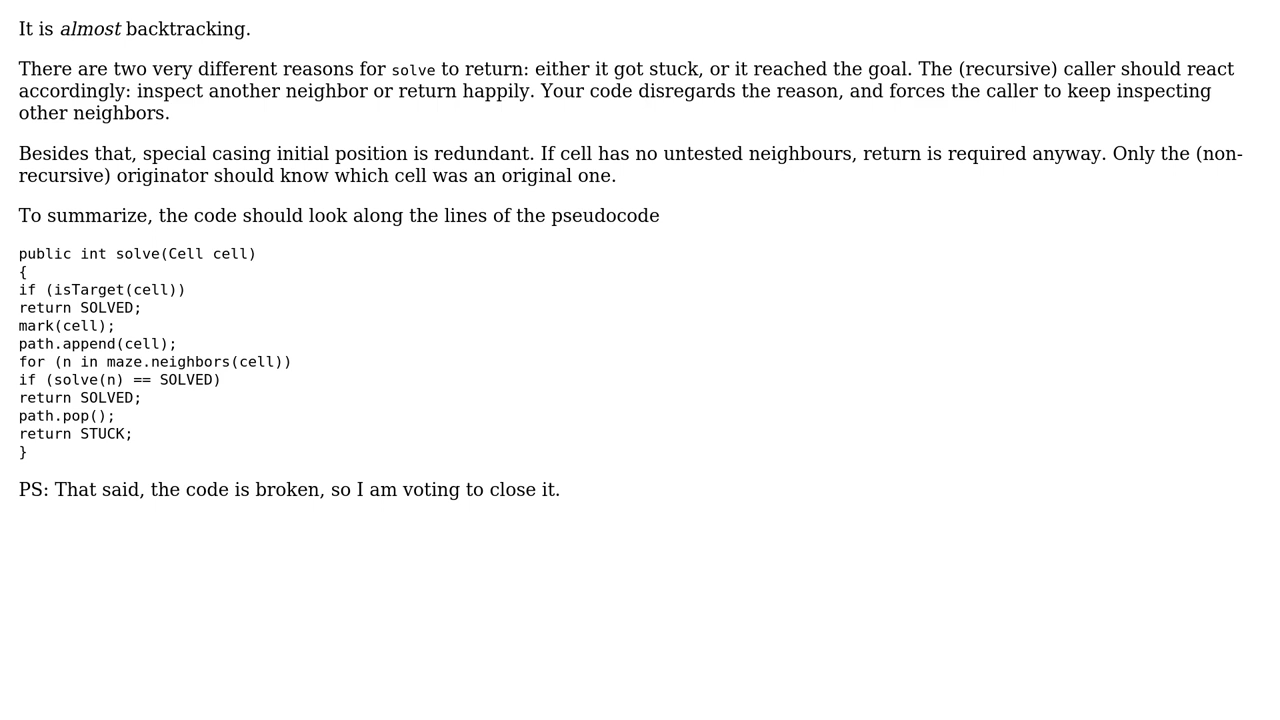 It is almost backtracking.
There are two very different reasons for solve to return: either it got stuck, or it reached the goal. The (recursive) caller should react
accordingly: inspect another neighbor or return happily. Your code disregards the reason, and forces the caller to keep inspecting
other neighbors.
Besides that, special casing initial position is redundant. If cell has no untested neighbours, return is required anyway. Only the (non-
recursive) originator should know which cell was an original one.
To summarize, the code should look along the lines of the pseudocode
public int solve(Cell cell)
{
if (isTarget(cell))
return SOLVED;
mark(cell);
path.append(cell);
for (n in maze.neighbors(cell))
if (solve(n) == SOLVED)
return SOLVED;
path.pop();
return STUCK;
}
PS: That said, the code is broken, so I am voting to close it.